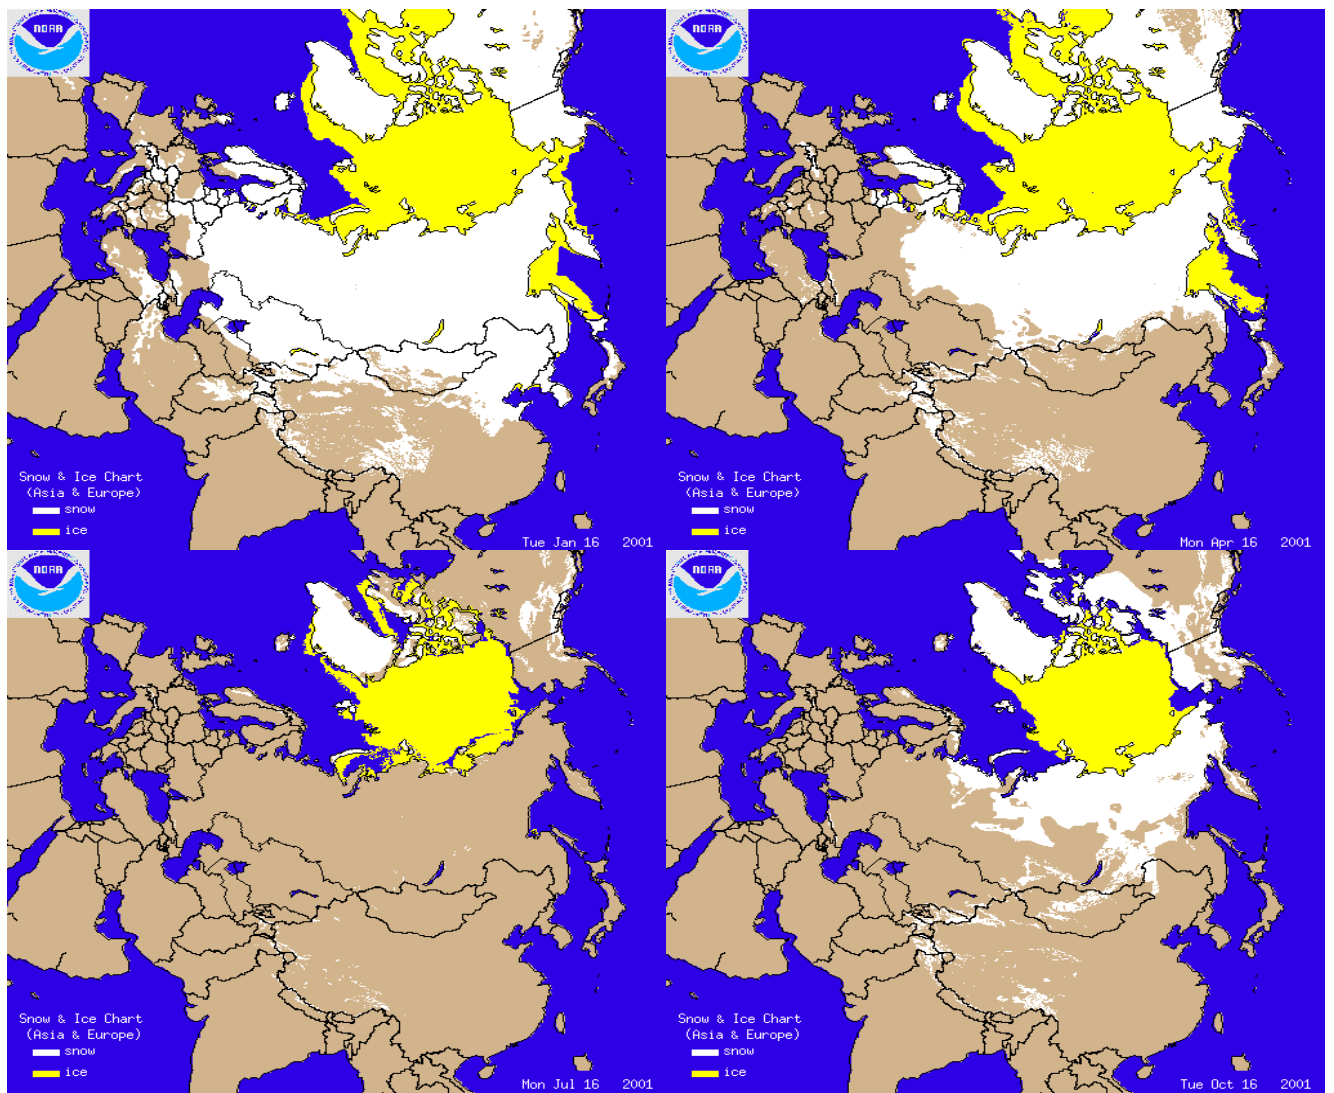 NOAA
Snow & Ice Chart
(Asia & Europe)
snow
ice
Tue Jan 16 2001
NOAA
Snow & Ice Chart
(Asia & Europe)
snow
ice
Mon Apr 16 2001
NOAA
Snow & Ice Chart
(Asia & Europe)
snow
ice
Mon Jul 16 2001
NOAA
Snow & Ice Chart
(Asia & Europe)
snow
ice
Tue Oct 16 2001